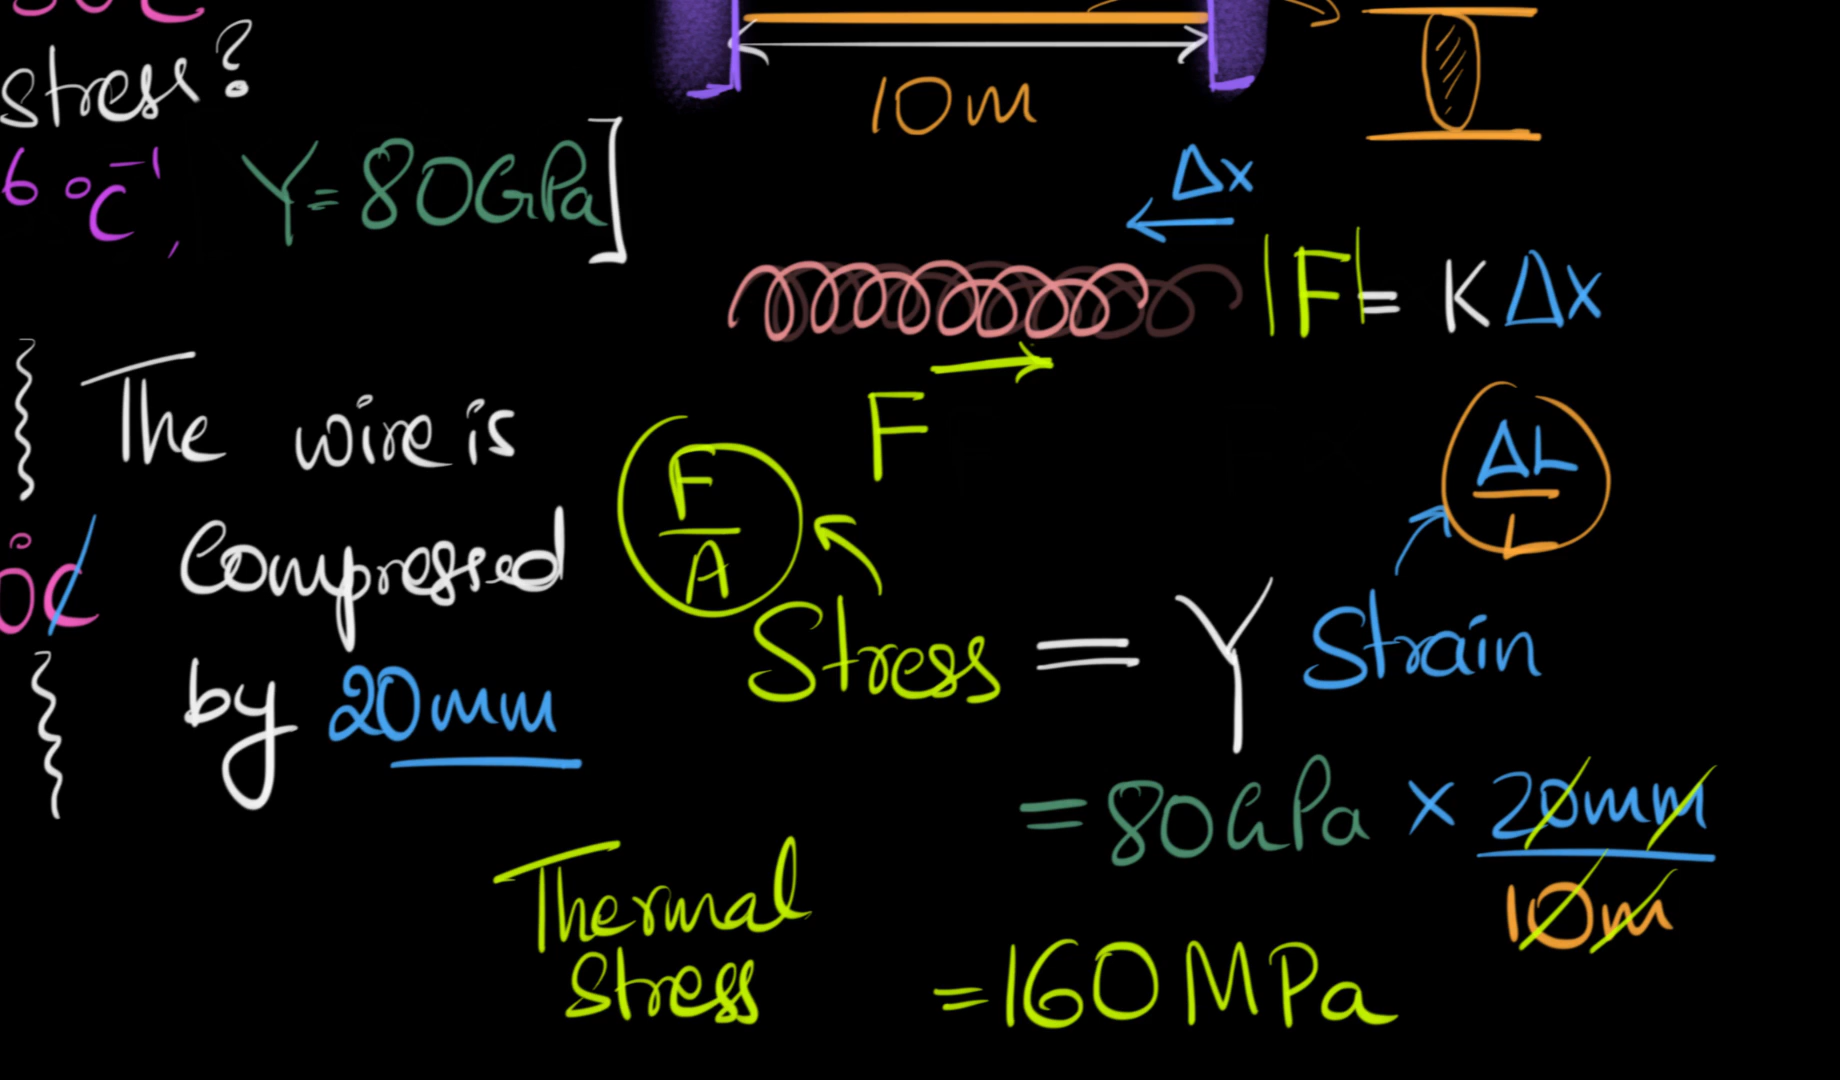 stress?
6 °C⁻¹, Y = 80GPa]
10m
Δx
|F| = KΔx
F
The wire is
compressed
by 20mm
F/A
ΔL/L
Stress = Y Strain
= 80GPa × 20mm/10m
Thermal
stress
= 160 MPa